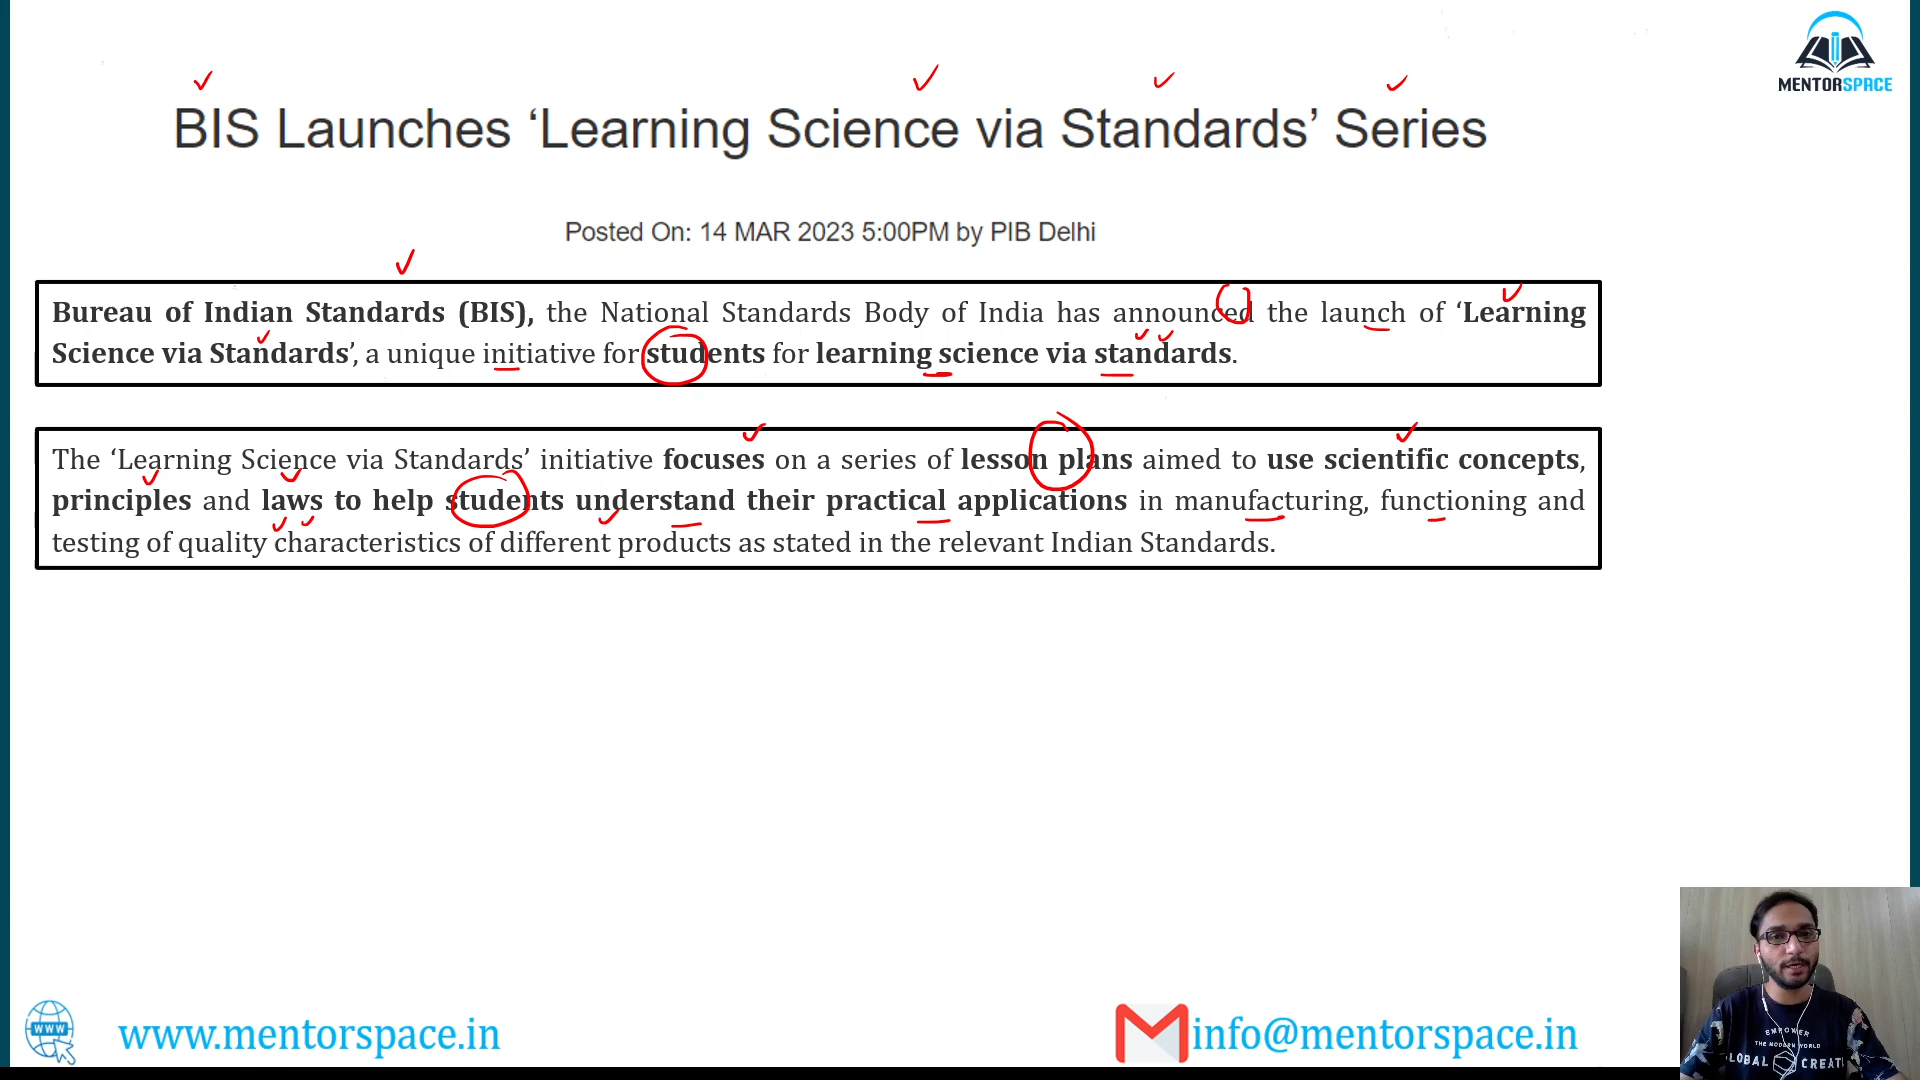 MENTORSPACE
BIS Launches ‘Learning Science via Standards’ Series
Posted On: 14 MAR 2023 5:00PM by PIB Delhi
Bureau of Indian Standards (BIS), the National Standards Body of India has announced the launch of ‘Learning
Science via Standards’, a unique initiative for students for learning science via standards.
The ‘Learning Science via Standards’ initiative focuses on a series of lesson plans aimed to use scientific concepts,
principles and laws to help students understand their practical applications in manufacturing, functioning and
testing of quality characteristics of different products as stated in the relevant Indian Standards.
WWW
www.mentorspace.in
info@mentorspace.in
EMPOWER
THE MODERN WORLD